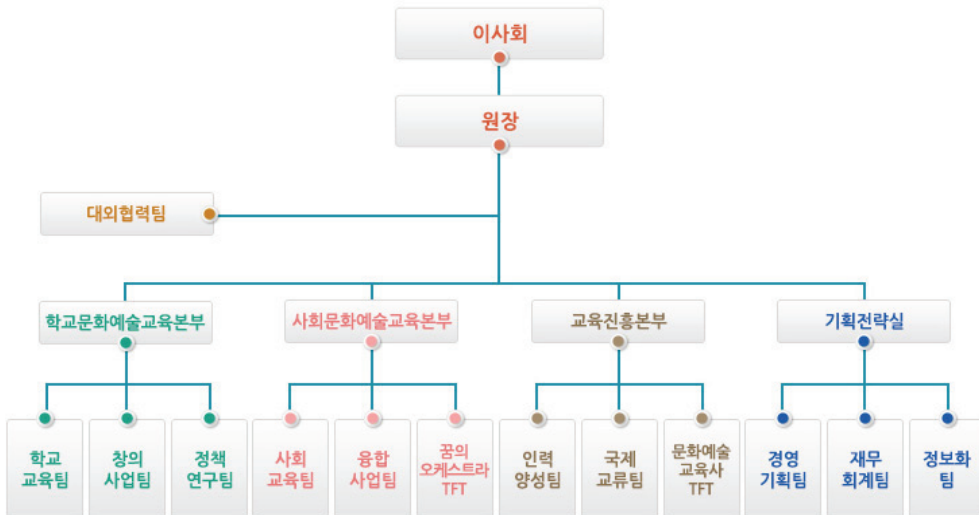 이사회
원장
대외협력팀
학교문화예술교육본부
사회문화예술교육본부
교육진흥본부
기획전략실
학교
교육팀
창의
사업팀
정책
연구팀
사회
교육팀
융합
사업팀
꿈의
오케스트라
TFT
인력
양성팀
국제
교류팀
문화예술
교육사
TFT
경영
기획팀
재무
회계팀
정보화
팀